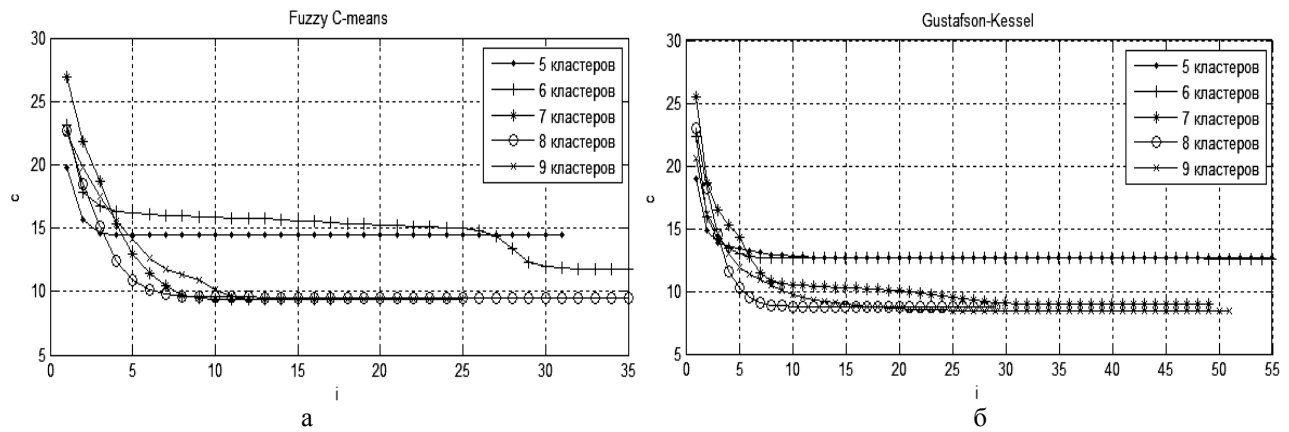 Fuzzy C-means
30
25
20
15
10
5
0 5 10 15 20 25 30 35
c
i
5 кластеров
6 кластеров
7 кластеров
8 кластеров
9 кластеров
а
Gustafson-Kessel
30
25
20
15
10
5
0 5 10 15 20 25 30 35 40 45 50 55
c
i
5 кластеров
6 кластеров
7 кластеров
8 кластеров
9 кластеров
б